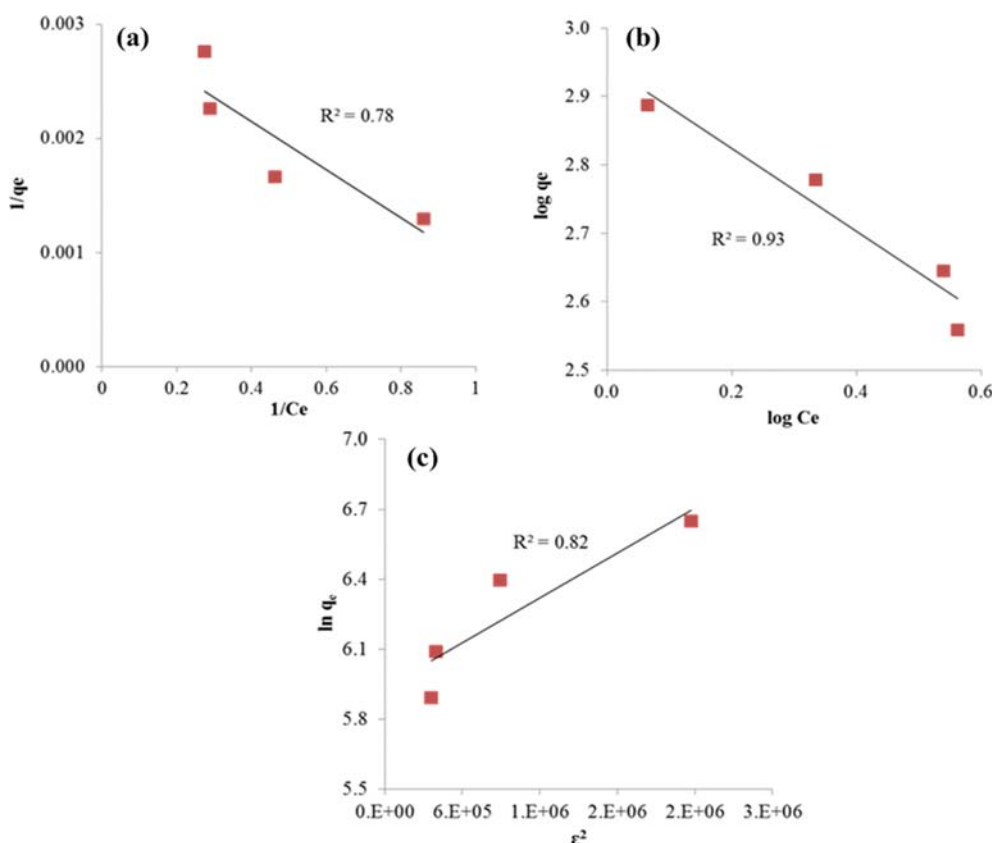 (a)
0.003
0.002
0.001
0.000
1/qe
R² = 0.78
0
0.2
0.4
0.6
0.8
1
1/Ce
(b)
3.0
2.9
2.8
2.7
2.6
2.5
log qe
R² = 0.93
0.0
0.2
0.4
0.6
log Ce
(c)
7.0
6.7
6.4
6.1
5.8
5.5
ln qₑ
R² = 0.82
0.E+00
6.E+05
1.E+06
2.E+06
2.E+06
3.E+06
ε²